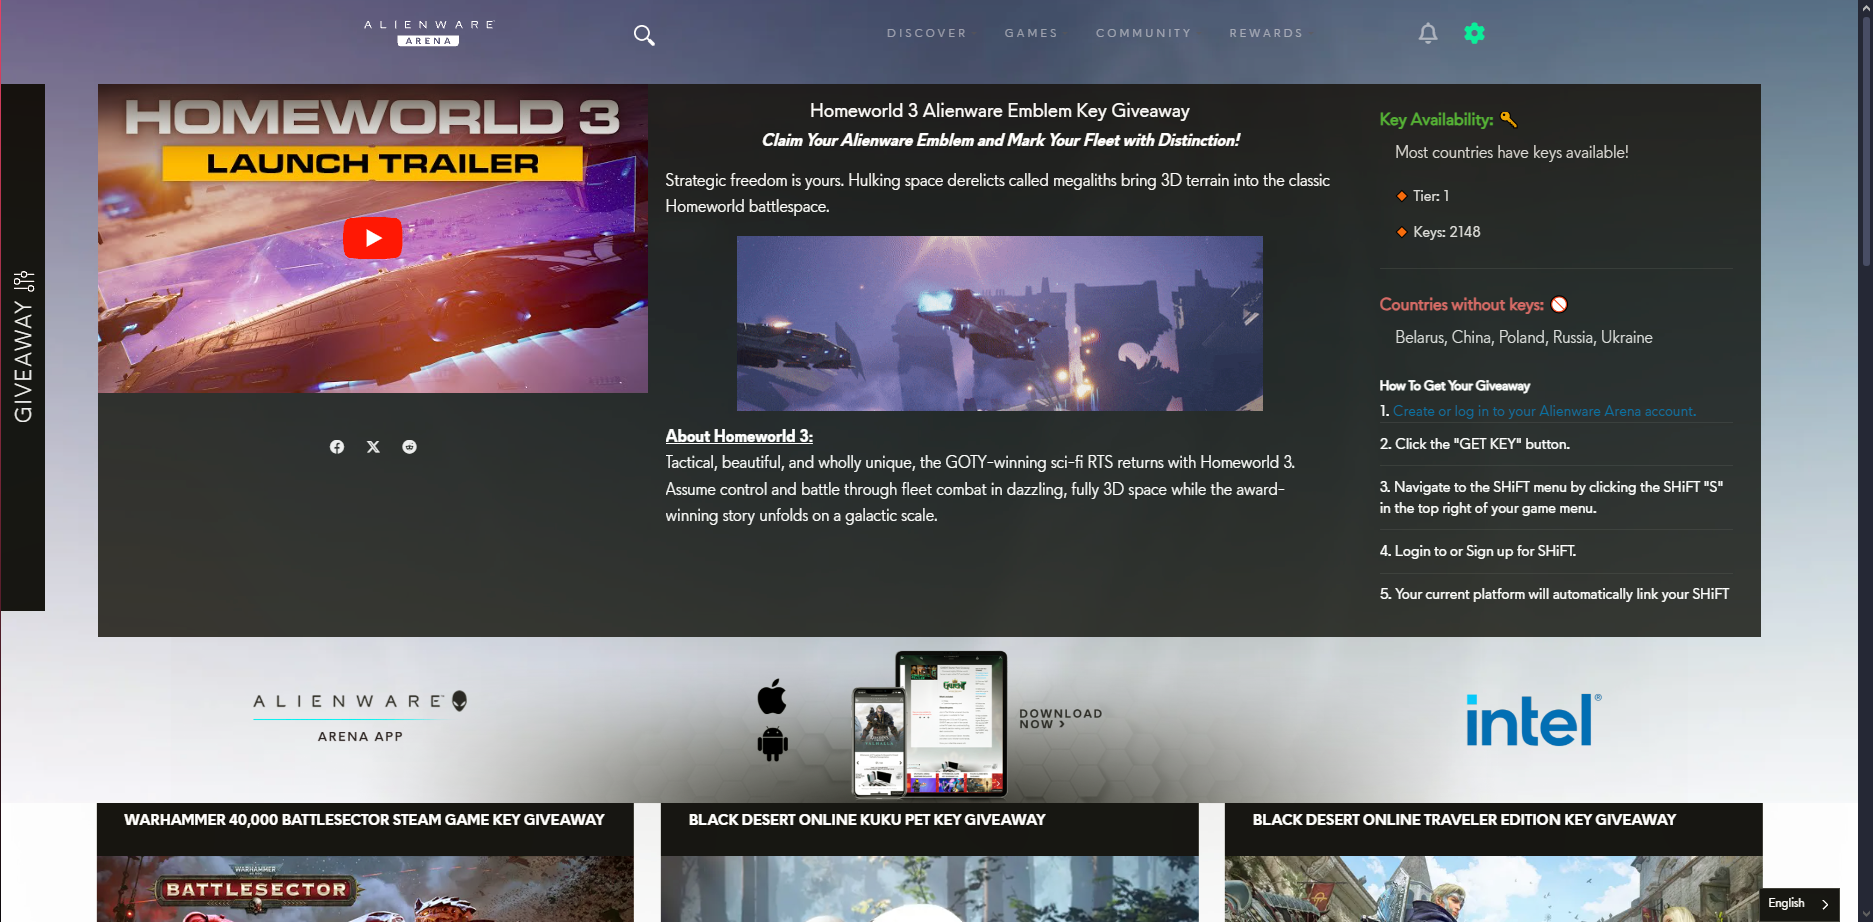 ALIENWARE
ARENA
DISCOVER
GAMES
COMMUNITY
REWARDS
GIVEAWAY
HOMEWORLD 3
LAUNCH TRAILER
Homeworld 3 Alienware Emblem Key Giveaway
Claim Your Alienware Emblem and Mark Your Fleet with Distinction!
Strategic freedom is yours. Hulking space derelicts called megaliths bring 3D terrain into the classic
Homeworld battlespace.
About Homeworld 3:
Tactical, beautiful, and wholly unique, the GOTY-winning sci-fi RTS returns with Homeworld 3.
Assume control and battle through fleet combat in dazzling, fully 3D space while the award-
winning story unfolds on a galactic scale.
Key Availability:
Most countries have keys available!
Tier: 1
Keys: 2148
Countries without keys:
Belarus, China, Poland, Russia, Ukraine
How To Get Your Giveaway
1. Create or log in to your Alienware Arena account.
2. Click the "GET KEY" button.
3. Navigate to the SHiFT menu by clicking the SHiFT "S"
in the top right of your game menu.
4. Login to or Sign up for SHiFT.
5. Your current platform will automatically link your SHiFT
ALIENWARE
ARENA APP
DOWNLOAD
NOW >
intel®
WARHAMMER 40,000 BATTLESECTOR STEAM GAME KEY GIVEAWAY
BLACK DESERT ONLINE KUKU PET KEY GIVEAWAY
BLACK DESERT ONLINE TRAVELER EDITION KEY GIVEAWAY
WARHAMMER
BATTLESECTOR
English